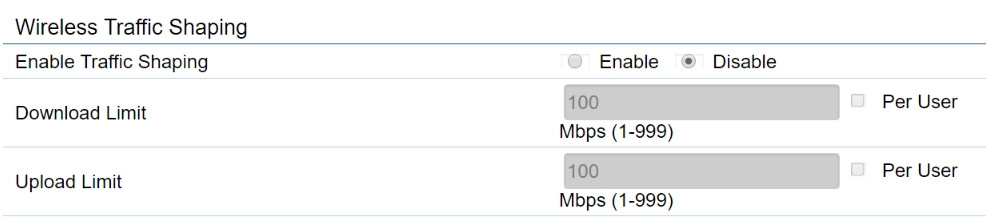 Wireless Traffic Shaping
Enable Traffic Shaping Enable Disable
Download Limit 100 Per User
Mbps (1-999)
Upload Limit 100 Per User
Mbps (1-999)